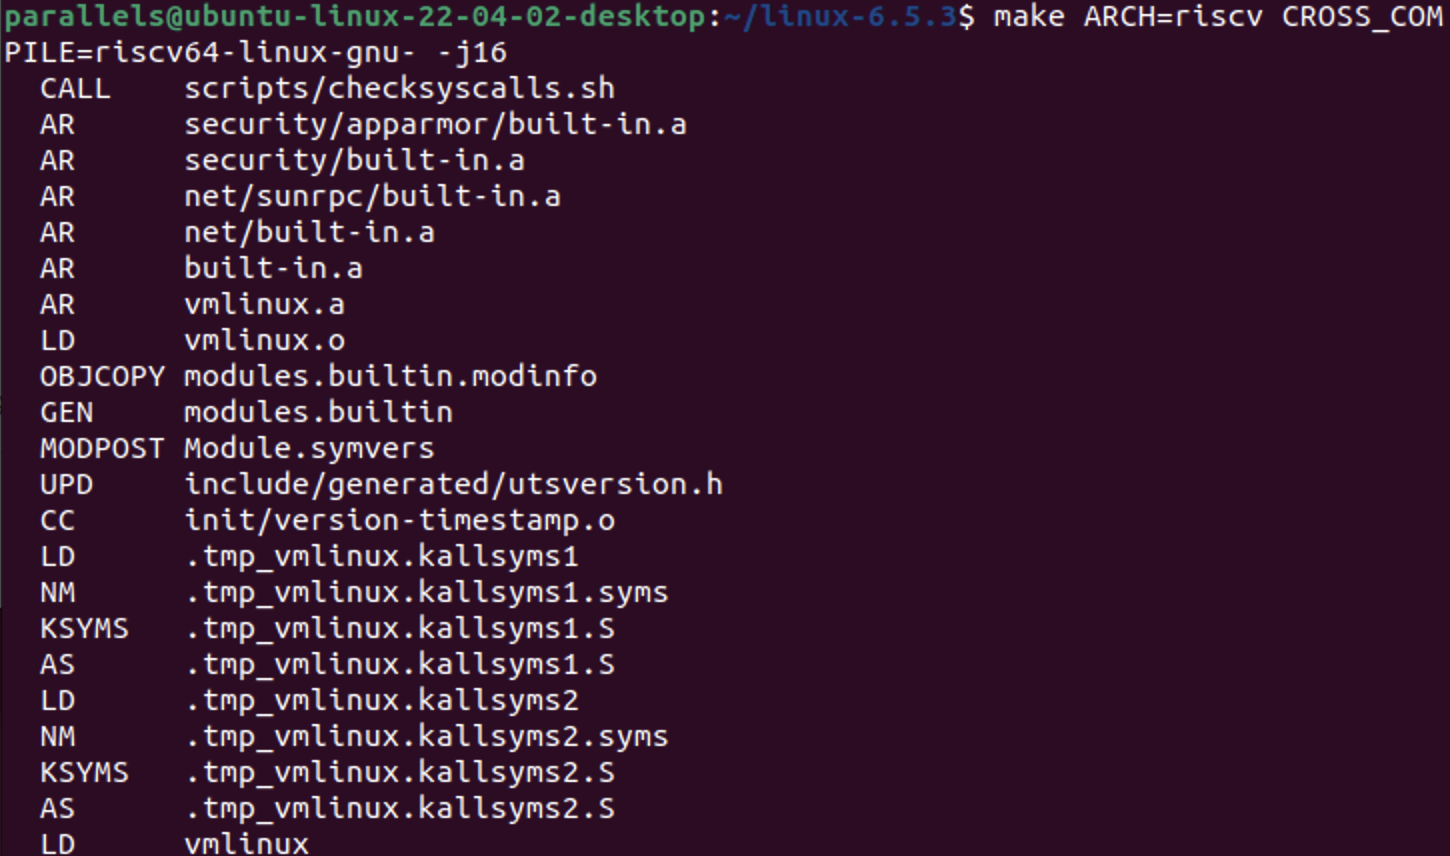 parallels@ubuntu-linux-22-04-02-desktop:~/linux-6.5.3$ make ARCH=riscv CROSS_COM
PILE=riscv64-linux-gnu- -j16
  CALL    scripts/checksyscalls.sh
  AR      security/apparmor/built-in.a
  AR      security/built-in.a
  AR      net/sunrpc/built-in.a
  AR      net/built-in.a
  AR      built-in.a
  AR      vmlinux.a
  LD      vmlinux.o
  OBJCOPY modules.builtin.modinfo
  GEN     modules.builtin
  MODPOST Module.symvers
  UPD     include/generated/utsversion.h
  CC      init/version-timestamp.o
  LD      .tmp_vmlinux.kallsyms1
  NM      .tmp_vmlinux.kallsyms1.syms
  KSYMS   .tmp_vmlinux.kallsyms1.S
  AS      .tmp_vmlinux.kallsyms1.S
  LD      .tmp_vmlinux.kallsyms2
  NM      .tmp_vmlinux.kallsyms2.syms
  KSYMS   .tmp_vmlinux.kallsyms2.S
  AS      .tmp_vmlinux.kallsyms2.S
  LD      vmlinux